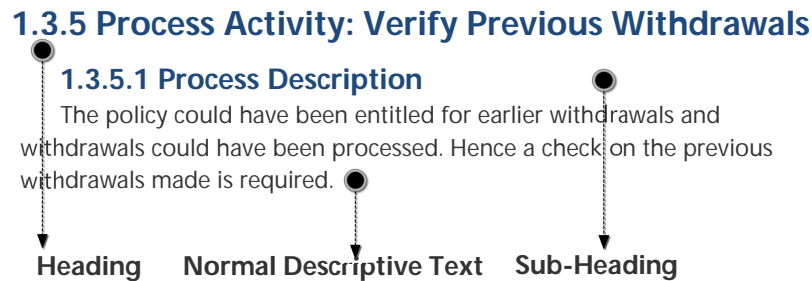 1.3.5 Process Activity: Verify Previous Withdrawals
1.3.5.1 Process Description
The policy could have been entitled for earlier withdrawals and
withdrawals could have been processed. Hence a check on the previous
withdrawals made is required.
Heading Normal Descriptive Text Sub-Heading